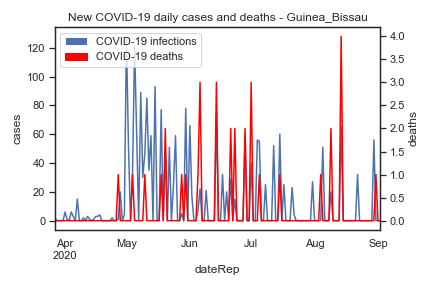 New COVID-19 daily cases and deaths - Guinea_Bissau
COVID-19 infections
COVID-19 deaths
120
100
80
60
40
20
0
cases
4.0
3.5
3.0
2.5
2.0
1.5
1.0
0.5
0.0
deaths
Apr
2020
May
Jun
Jul
Aug
Sep
dateRep